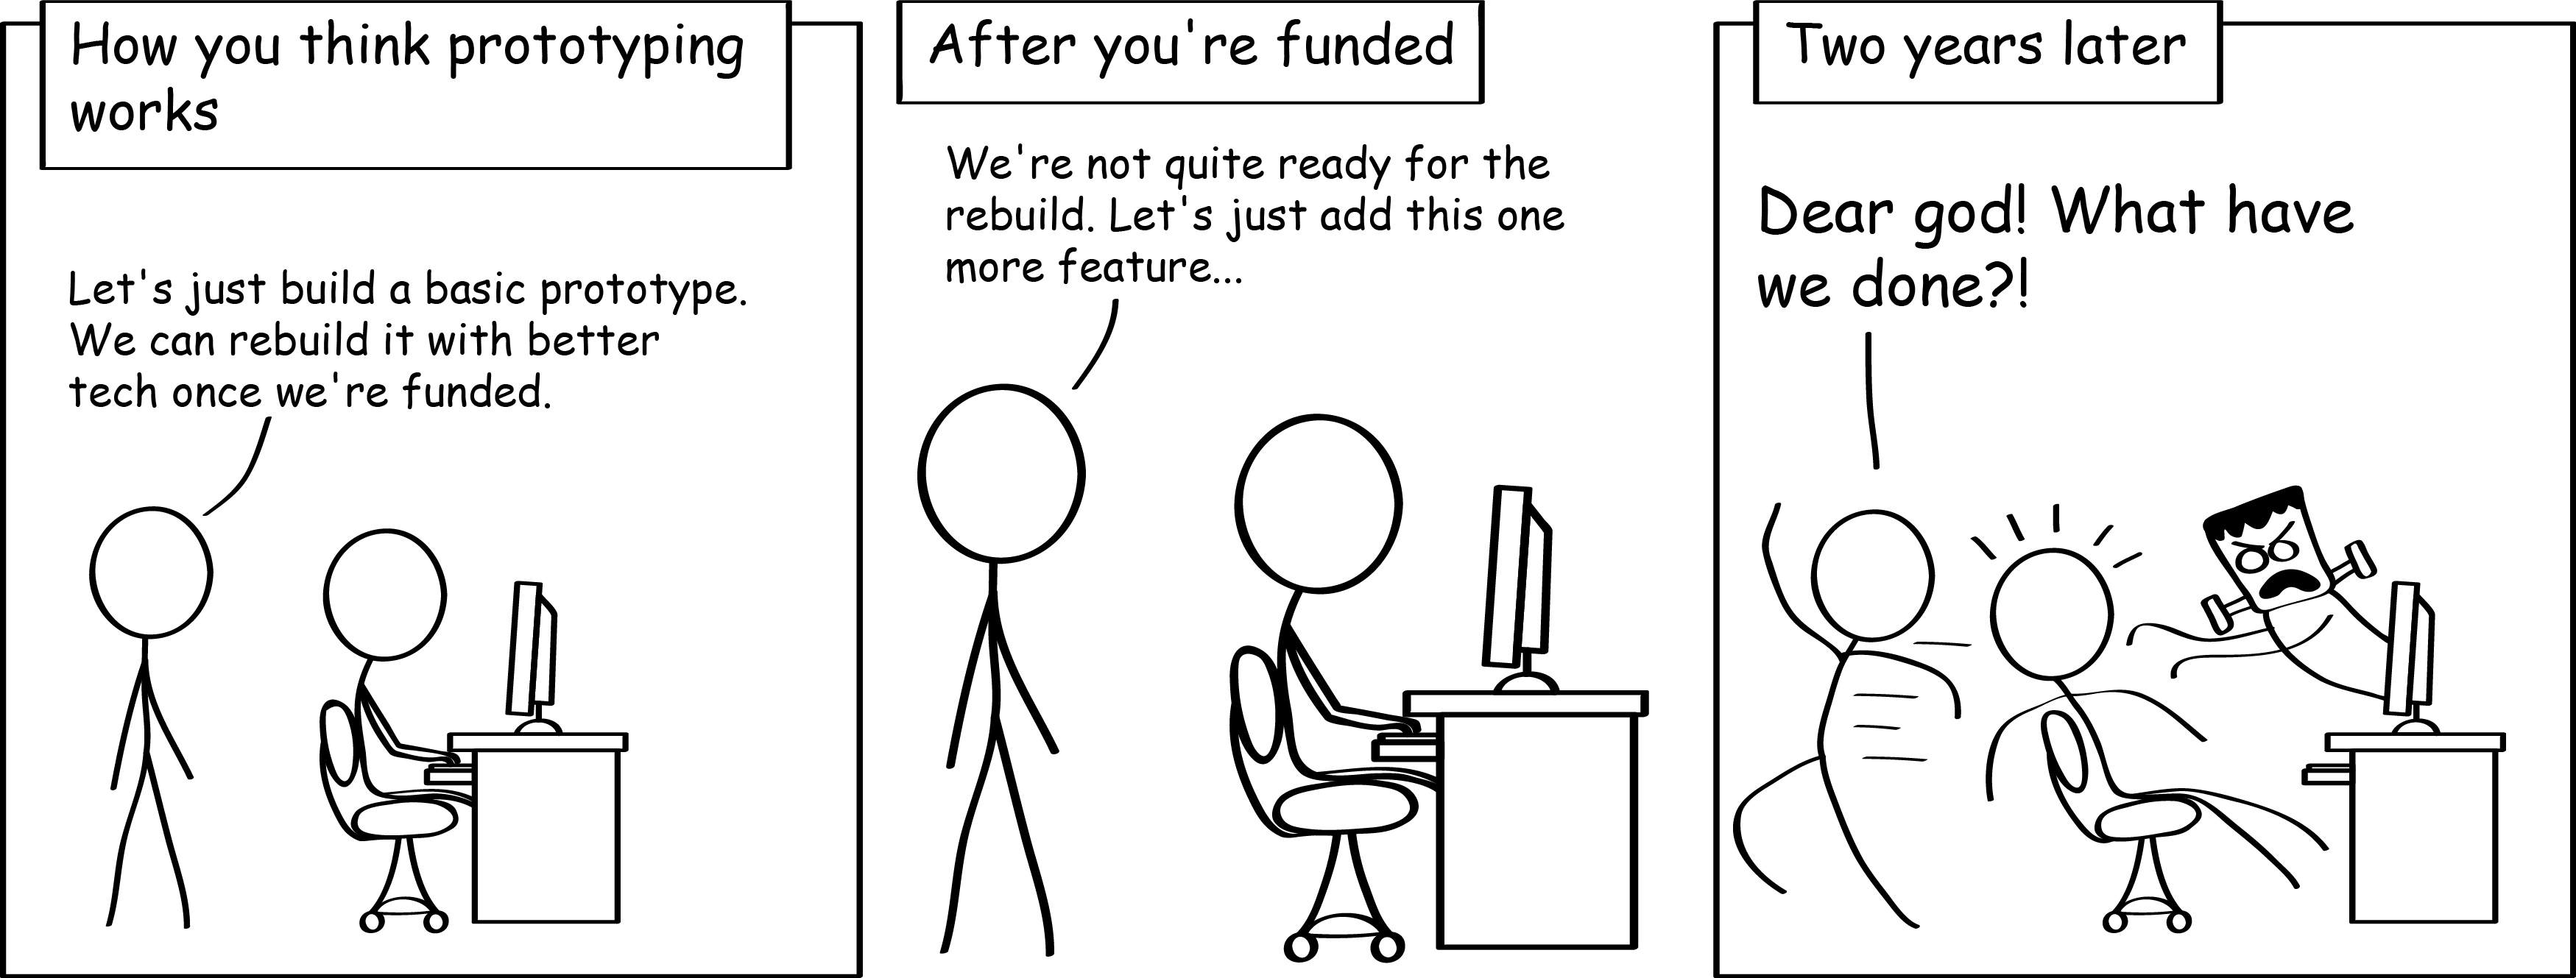 How you think prototyping
works
Let's just build a basic prototype.
We can rebuild it with better
tech once we're funded.
After you're funded
We're not quite ready for the
rebuild. Let's just add this one
more feature...
Two years later
Dear god! What have
we done?!